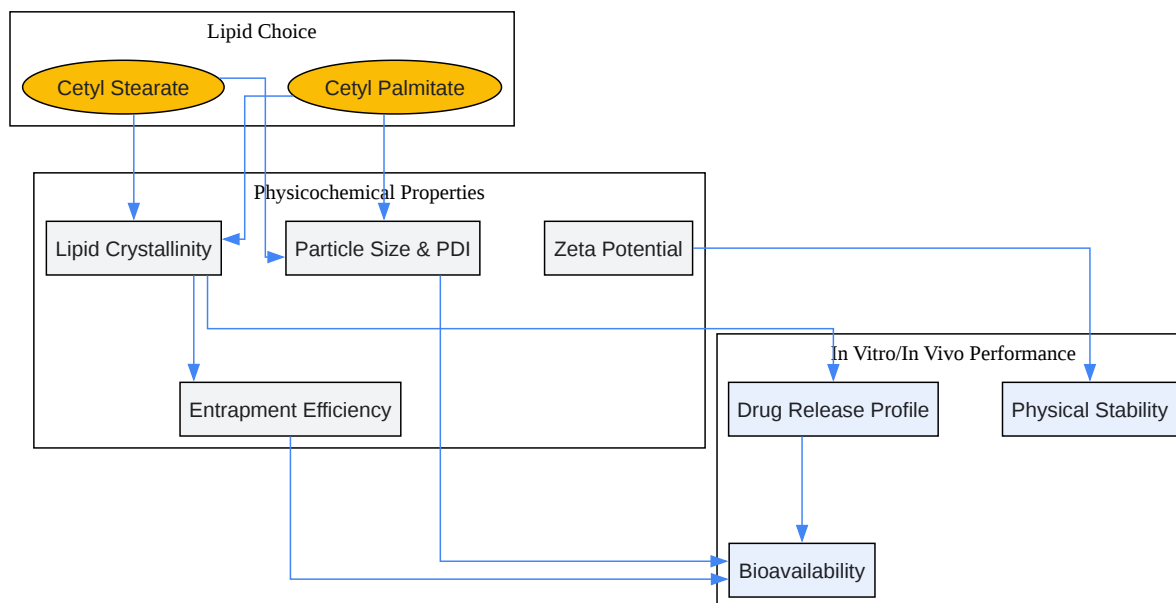 Lipid Choice
Cetyl Stearate
Cetyl Palmitate
Physicochemical Properties
Lipid Crystallinity
Particle Size & PDI
Zeta Potential
In Vitro/In Vivo Performance
Entrapment Efficiency
Drug Release Profile
Physical Stability
Bioavailability